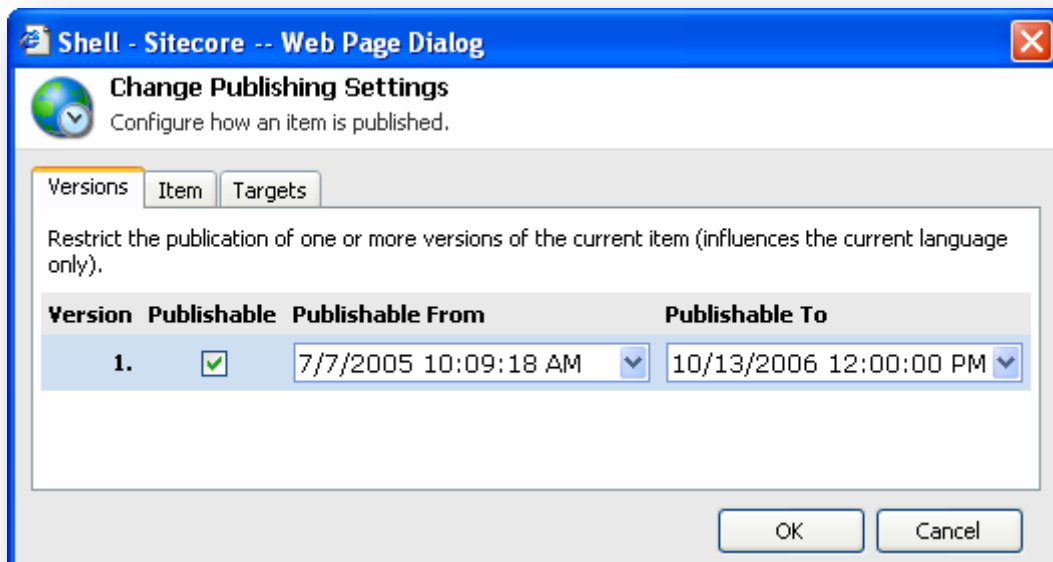 Shell - Sitecore -- Web Page Dialog
Change Publishing Settings
Configure how an item is published.
Versions Item Targets
Restrict the publication of one or more versions of the current item (influences the current language
only).
Version Publishable Publishable From Publishable To
1. 7/7/2005 10:09:18 AM 10/13/2006 12:00:00 PM
OK Cancel